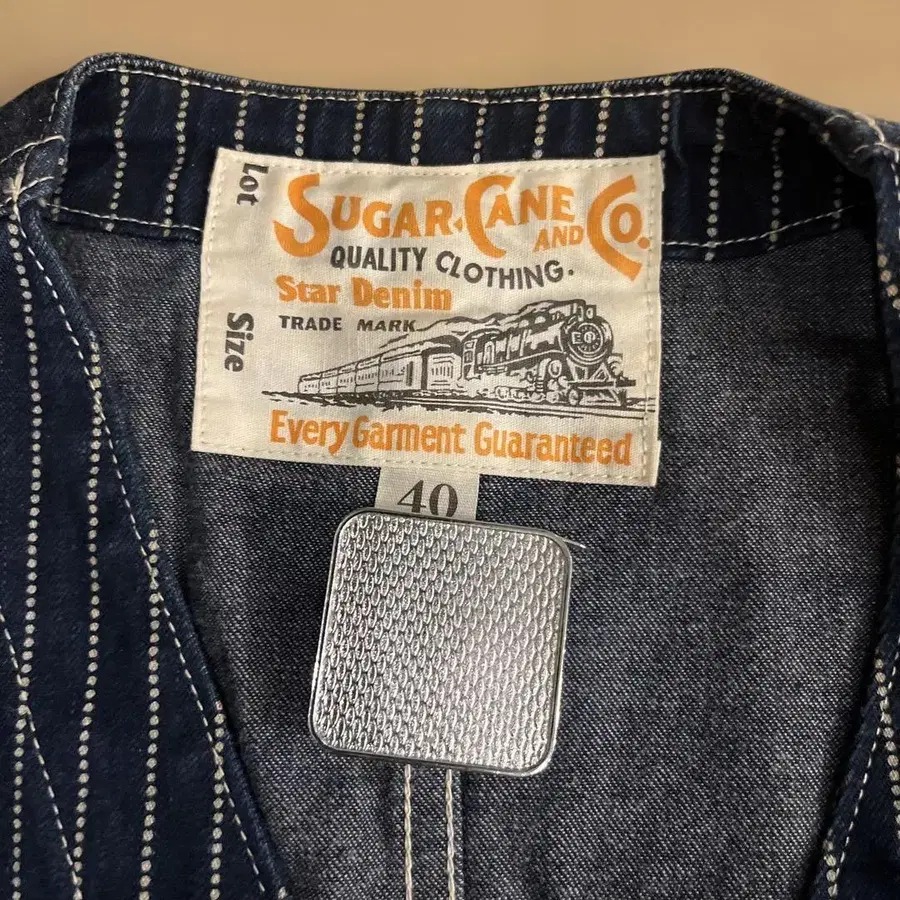 Lot
Size
SUGAR CANE
AND CO.
QUALITY CLOTHING.
Star Denim
TRADE MARK
Every Garment Guaranteed
40